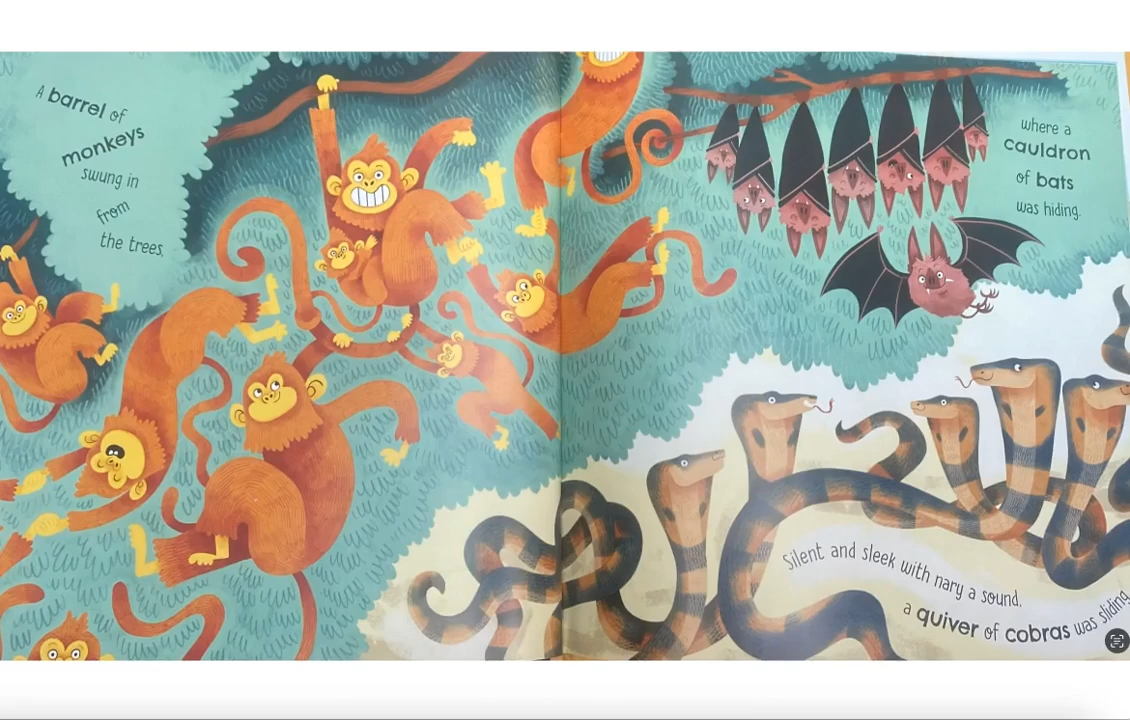 A barrel of
monkeys
swung in
from
the trees,
where a
cauldron
of bats
was hiding.
Silent and sleek with nary a sound,
a quiver of cobras was sliding